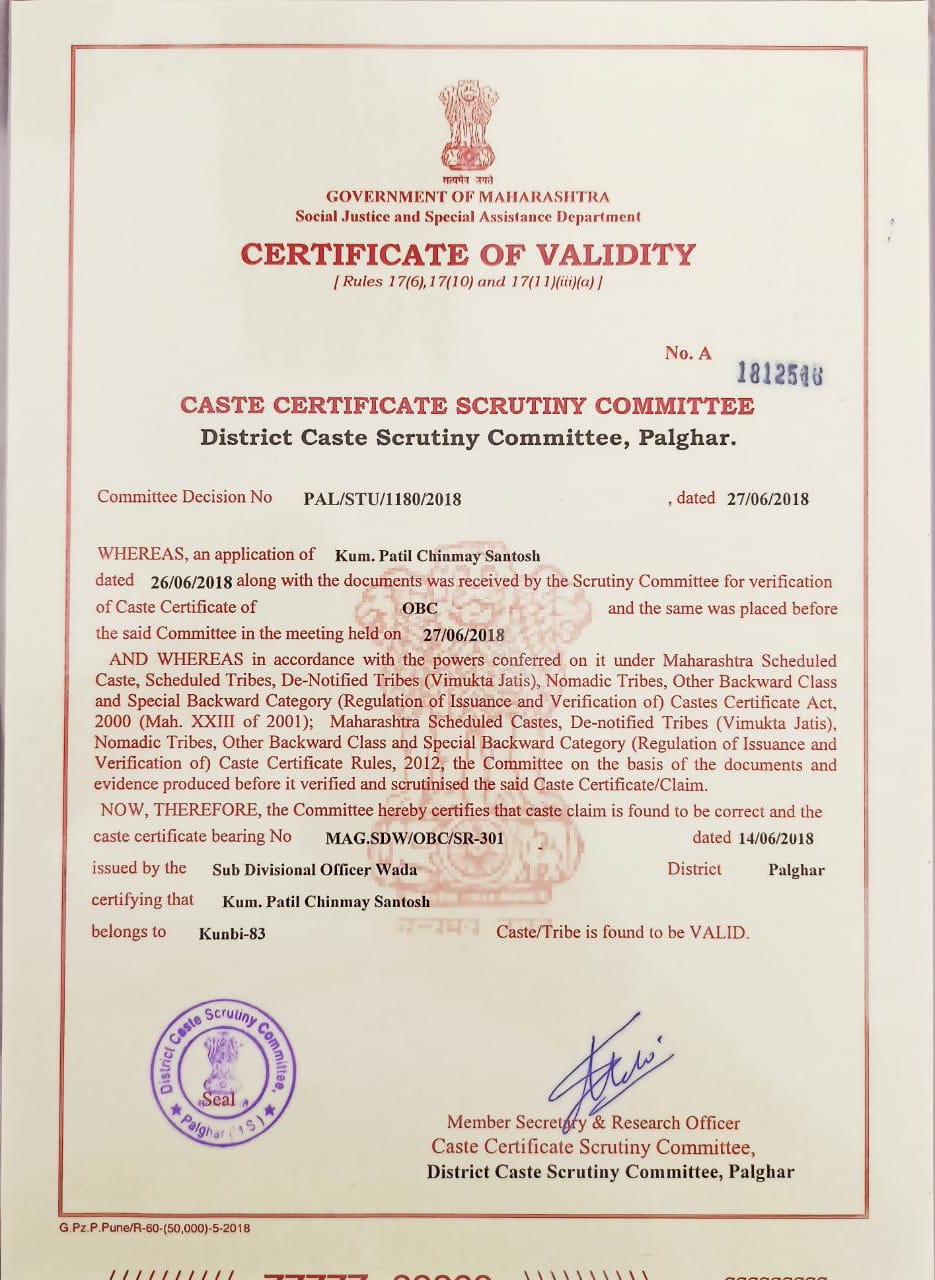 सत्यमेव जयते
GOVERNMENT OF MAHARASHTRA
Social Justice and Special Assistance Department
CERTIFICATE OF VALIDITY
[ Rules 17(6),17(10) and 17(11)(iii)(a) ]
No. A
CASTE CERTIFICATE SCRUTINY COMMITTEE
District Caste Scrutiny Committee, Palghar.
Committee Decision No PAL/STU/1180/2018 , dated 27/06/2018
WHEREAS, an application of Kum. Patil Chinmay Santosh
dated 26/06/2018 along with the documents was received by the Scrutiny Committee for verification
of Caste Certificate of OBC and the same was placed before
the said Committee in the meeting held on 27/06/2018
AND WHEREAS in accordance with the powers conferred on it under Maharashtra Scheduled
Caste, Scheduled Tribes, De-Notified Tribes (Vimukta Jatis), Nomadic Tribes, Other Backward Class
and Special Backward Category (Regulation of Issuance and Verification of) Castes Certificate Act,
2000 (Mah. XXIII of 2001); Maharashtra Scheduled Castes, De-notified Tribes (Vimukta Jatis),
Nomadic Tribes, Other Backward Class and Special Backward Category (Regulation of Issuance and
Verification of) Caste Certificate Rules, 2012, the Committee on the basis of the documents and
evidence produced before it verified and scrutinised the said Caste Certificate/Claim.
NOW, THEREFORE, the Committee hereby certifies that caste claim is found to be correct and the
caste certificate bearing No MAG.SDW/OBC/SR-301 dated 14/06/2018
issued by the Sub Divisional Officer Wada District Palghar
certifying that Kum. Patil Chinmay Santosh
belongs to Kunbi-83 Caste/Tribe is found to be VALID.
District Caste Scrutiny Committee,
Seal
Palghar
Member Secretary & Research Officer
Caste Certificate Scrutiny Committee,
District Caste Scrutiny Committee, Palghar
G.Pz.P.Pune/R-60-(50,000)-5-2018